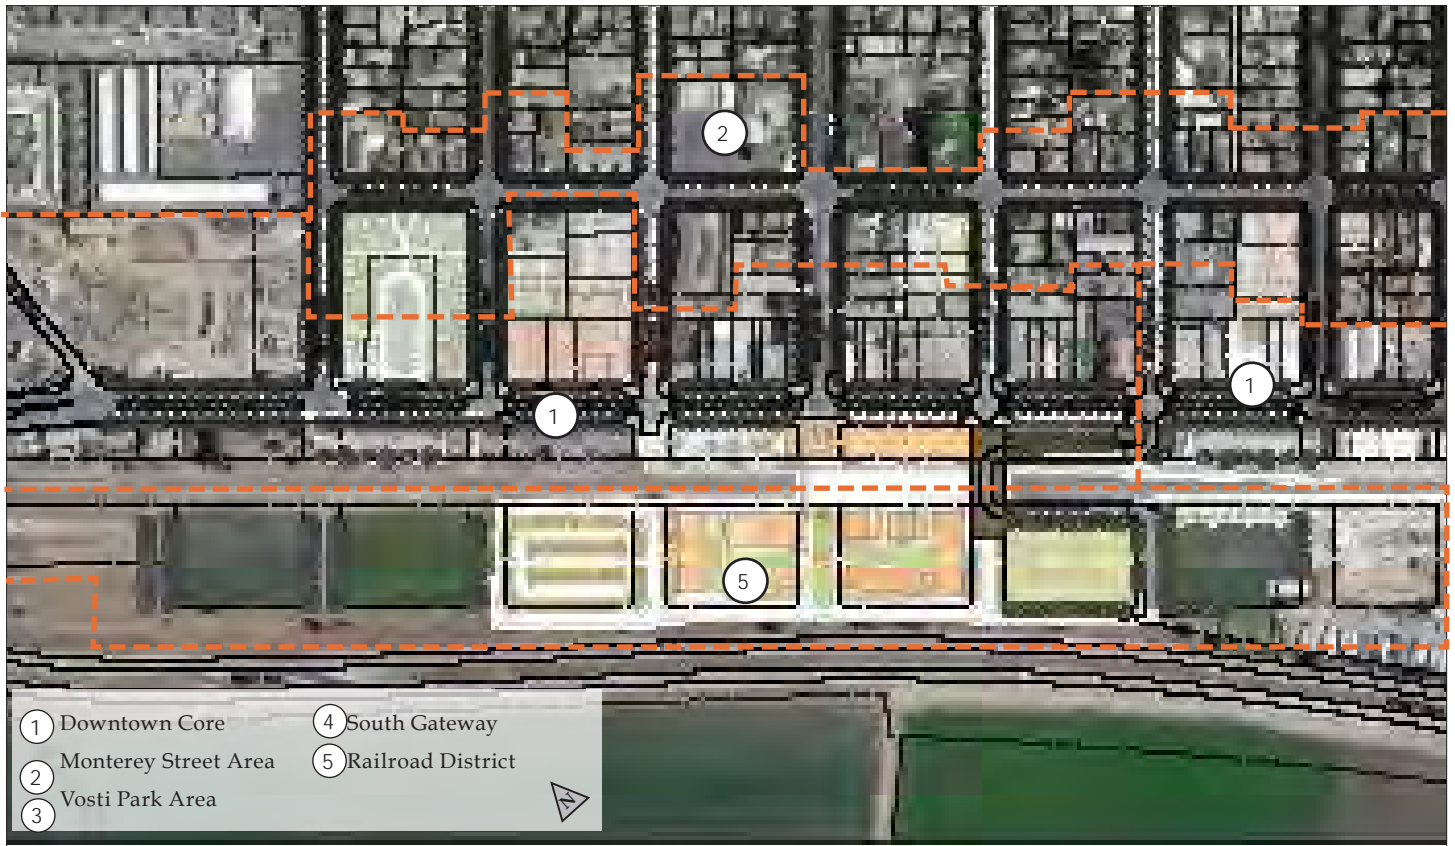 2
1
1
5
1 Downtown Core
2 Monterey Street Area
3 Vosti Park Area
4 South Gateway
5 Railroad District
N